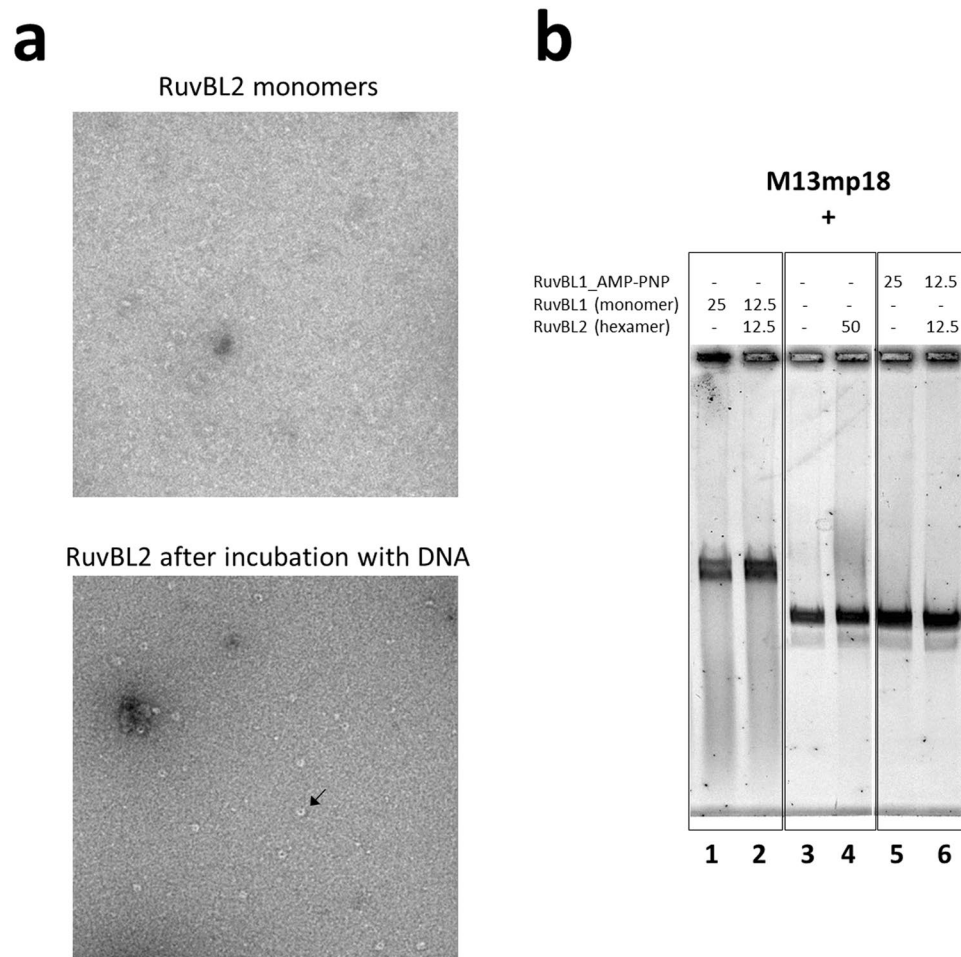 a
RuvBL2 monomers
RuvBL2 after incubation with DNA
b
M13mp18
+
RuvBL1_AMP-PNP - - - - 25 12.5
RuvBL1 (monomer) 25 12.5 - - - -
RuvBL2 (hexamer) - 12.5 - 50 - 12.5
1 2 3 4 5 6